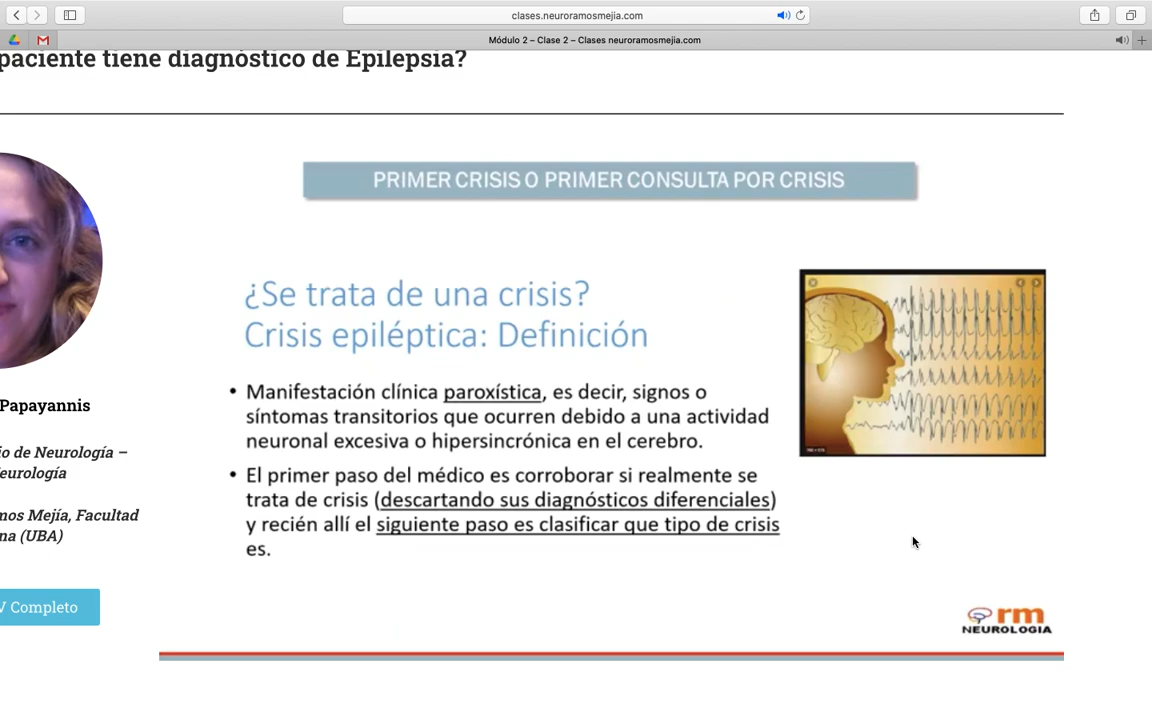 clases.neuroramosmejia.com
Módulo 2 – Clase 2 – Clases neuroramosmejia.com
paciente tiene diagnóstico de Epilepsia?
PRIMER CRISIS O PRIMER CONSULTA POR CRISIS
¿Se trata de una crisis?
Crisis epiléptica: Definición
• Manifestación clínica paroxística, es decir, signos o
síntomas transitorios que ocurren debido a una actividad
neuronal excesiva o hipersincrónica en el cerebro.
• El primer paso del médico es corroborar si realmente se
trata de crisis (descartando sus diagnósticos diferenciales)
y recién allí el siguiente paso es clasificar que tipo de crisis
es.
Papayannis
io de Neurología –
eurología
mos Mejía, Facultad
na (UBA)
V Completo
rm
NEUROLOGIA